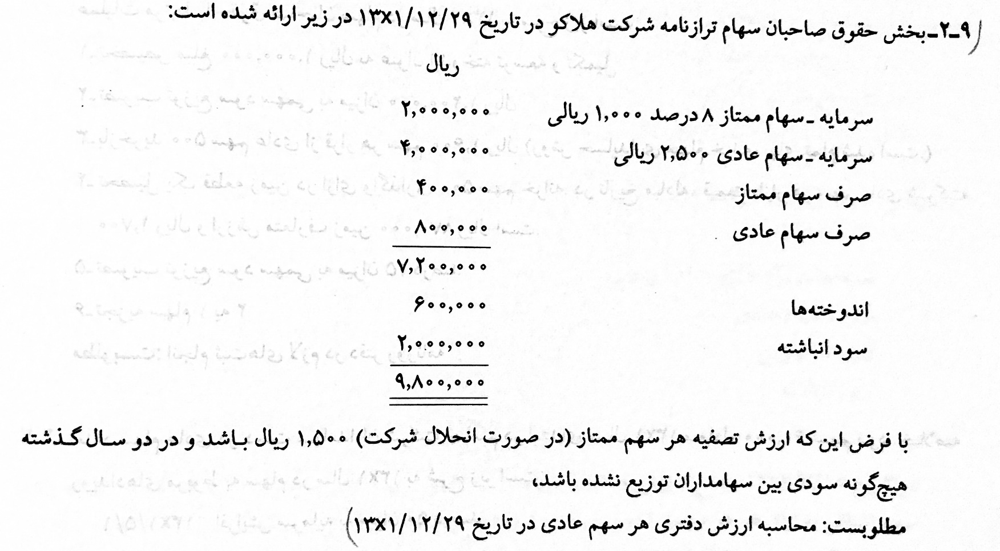 ۹ـ۲ـ بخش حقوق صاحبان سهام ترازنامه شرکت هلاکو در تاریخ ۱۳x۱/۱۲/۲۹ در زیر ارائه شده است:
ریال
سرمایه ـ سهام ممتاز ۸ درصد ۱,۰۰۰ ریالی ۲,۰۰۰,۰۰۰
سرمایه ـ سهام عادی ۲,۵۰۰ ریالی ۴,۰۰۰,۰۰۰
صرف سهام ممتاز ۴۰۰,۰۰۰
صرف سهام عادی ۸۰۰,۰۰۰
۷,۲۰۰,۰۰۰
اندوخته‌ها ۶۰۰,۰۰۰
سود انباشته ۲,۰۰۰,۰۰۰
۹,۸۰۰,۰۰۰
با فرض این که ارزش تصفیه هر سهم ممتاز (در صورت انحلال شرکت) ۱,۵۰۰ ریال باشد و در دو سال گذشته
هیچ‌گونه سودی بین سهامداران توزیع نشده باشد،
مطلوبست: محاسبه ارزش دفتری هر سهم عادی در تاریخ ۱۳x۱/۱۲/۲۹